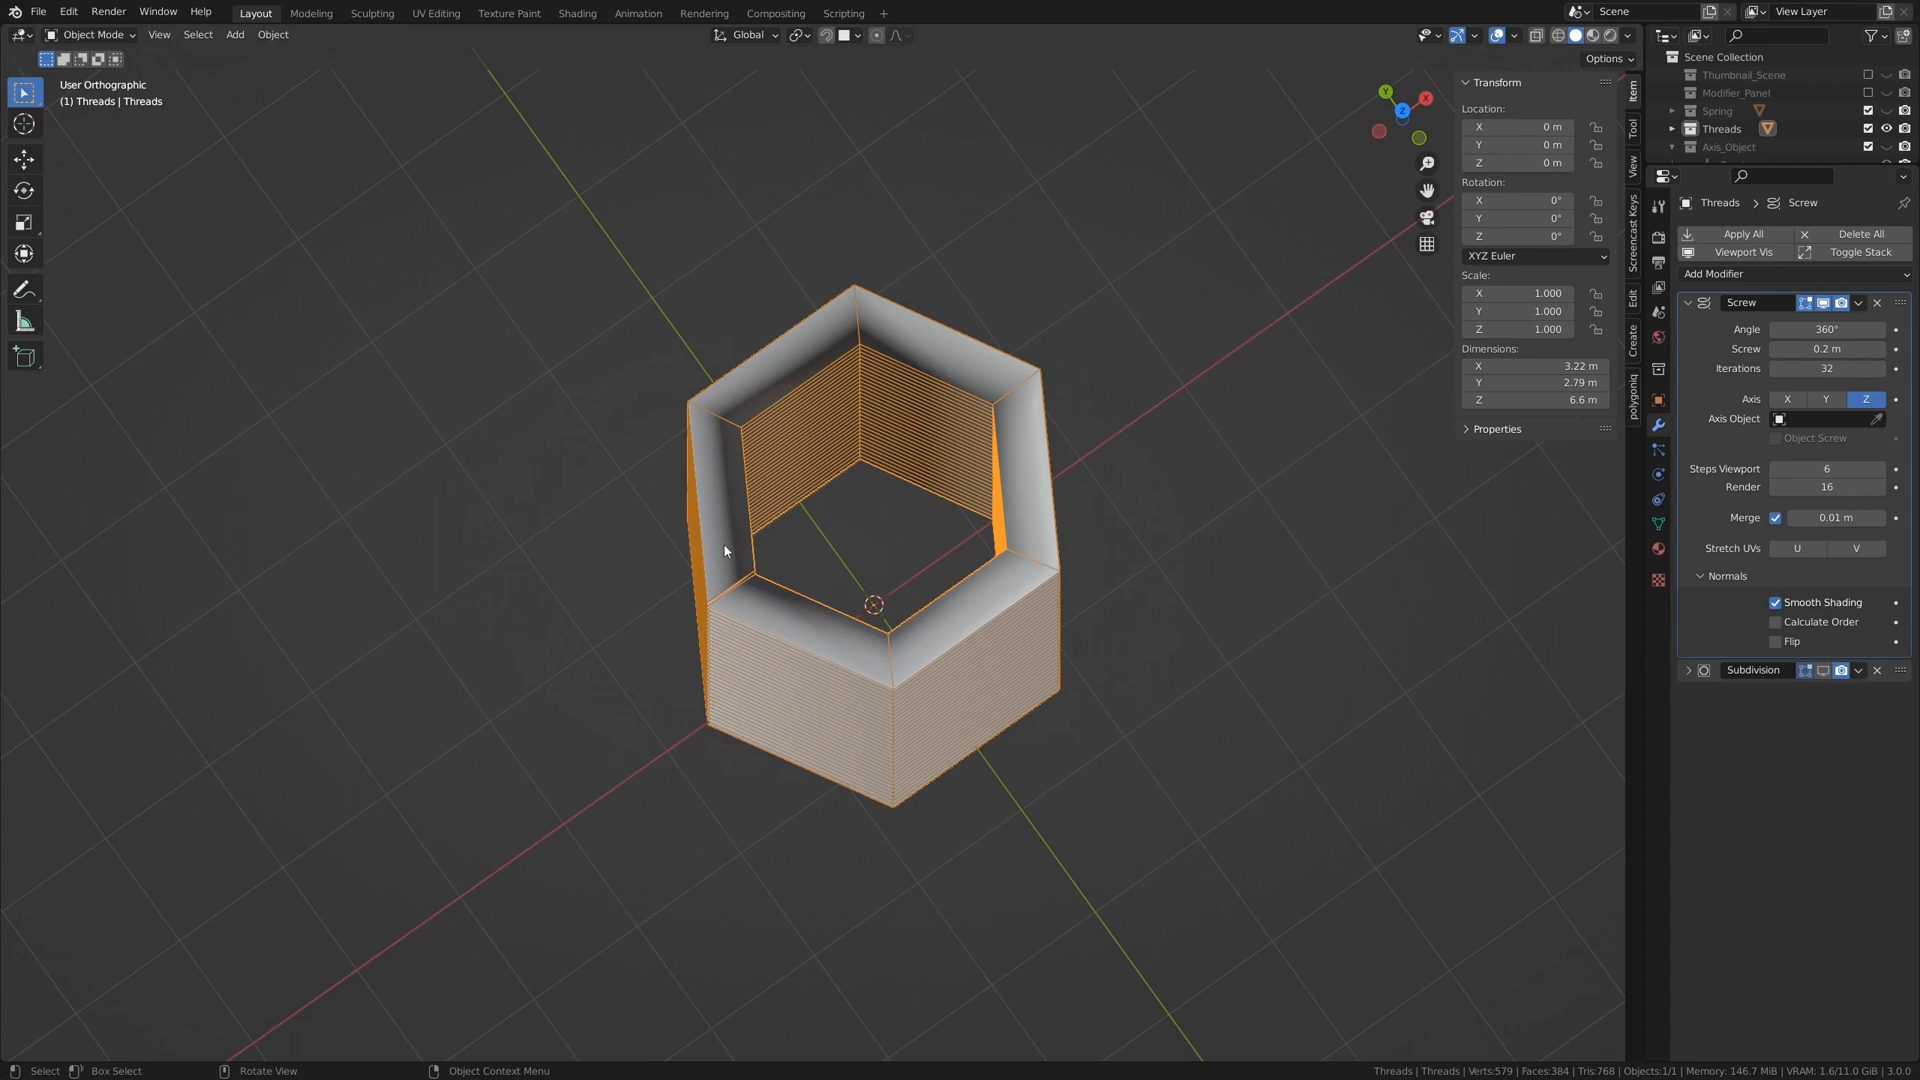 File Edit Render Window Help Layout Modeling Sculpting UV Editing Texture Paint Shading Animation Rendering Compositing Scripting + Scene View Layer
Object Mode View Select Add Object Global
Options
User Orthographic
(1) Threads | Threads
Y
X
Z
Transform
Location:
X 0 m
Y 0 m
Z 0 m
Rotation:
X 0°
Y 0°
Z 0°
XYZ Euler
Scale:
X 1.000
Y 1.000
Z 1.000
Dimensions:
X 3.22 m
Y 2.79 m
Z 6.6 m
Properties
Item
Tool
View
Screencast Keys
Edit
Create
polygoniq
Scene Collection
Thumbnail_Scene
Modifier_Panel
Spring
Threads
Axis_Object
Threads > Screw
Apply All Delete All
Viewport Vis Toggle Stack
Add Modifier
Screw
Angle 360°
Screw 0.2 m
Iterations 32
Axis X Y Z
Axis Object
Object Screw
Steps Viewport 6
Render 16
Merge 0.01 m
Stretch UVs U V
Normals
Smooth Shading
Calculate Order
Flip
Subdivision
Select Box Select Rotate View Object Context Menu
Threads | Threads | Verts:579 | Faces:384 | Tris:768 | Objects:1/1 | Memory: 146.7 MiB | VRAM: 1.6/11.0 GiB | 3.0.0